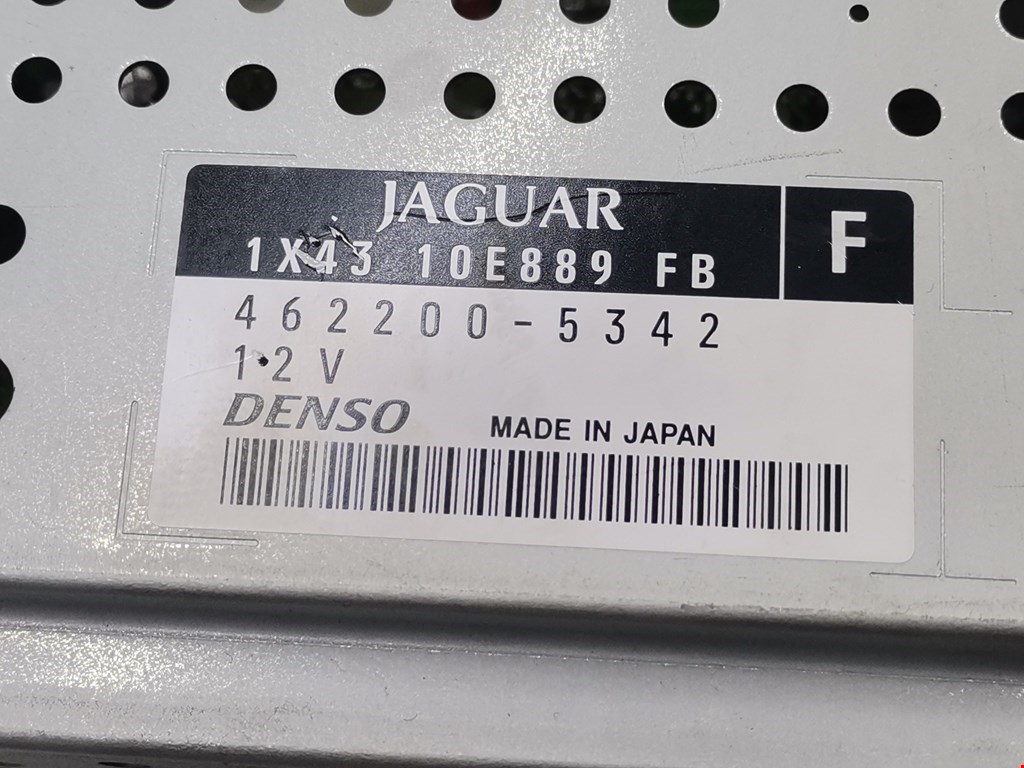 JAGUAR
F
1X43 10E889 FB
462200-5342
12V
DENSO
MADE IN JAPAN